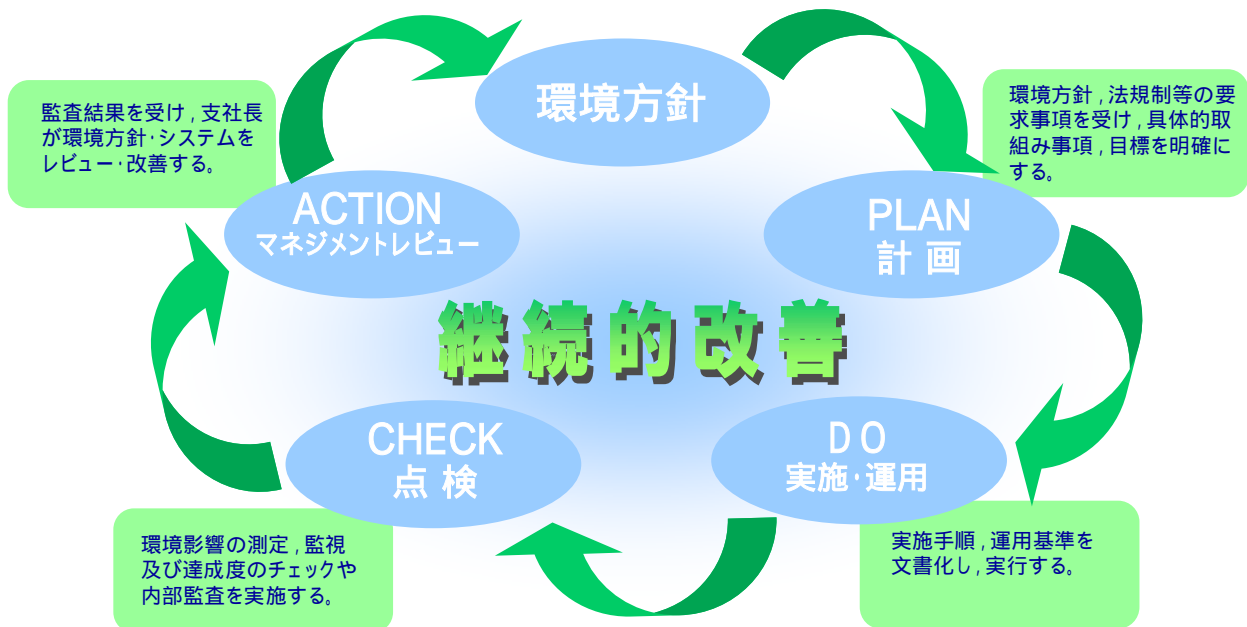 環境方針
環境方針,法規制等の要
求事項を受け,具体的取
組み事項,目標を明確に
する。
PLAN
計 画
DO
実施・運用
実施手順,運用基準を
文書化し,実行する。
CHECK
点 検
環境影響の測定,監視
及び達成度のチェックや
内部監査を実施する。
ACTION
マネジメントレビュー
監査結果を受け,支社長
が環境方針・システムを
レビュー・改善する。
継続的改善